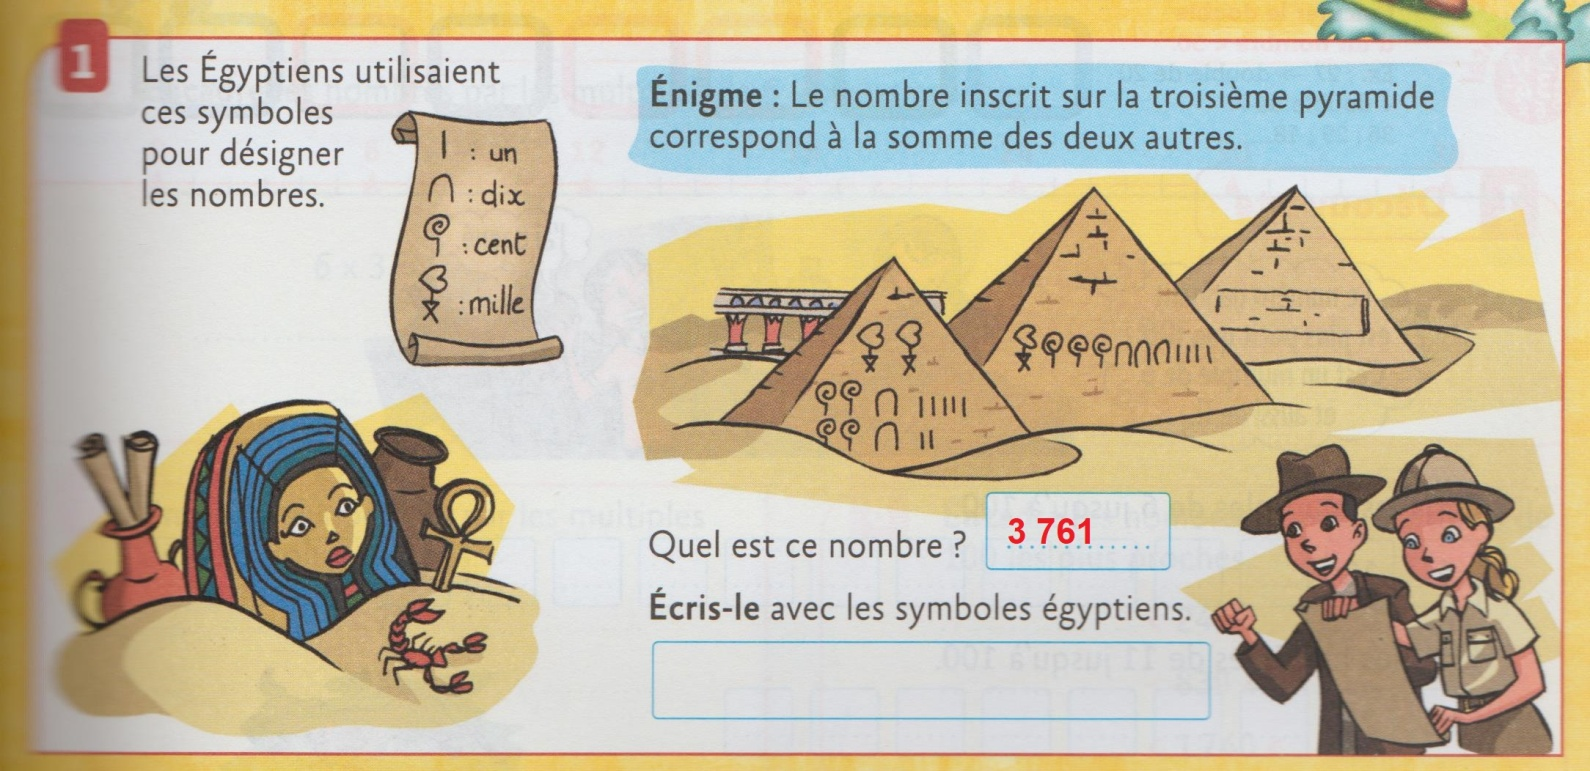 1
Les Égyptiens utilisaient
ces symboles
pour désigner
les nombres.
I : un
∩ : dix
: cent
: mille
Énigme : Le nombre inscrit sur la troisième pyramide
correspond à la somme des deux autres.
Quel est ce nombre ? 3 761
Écris-le avec les symboles égyptiens.